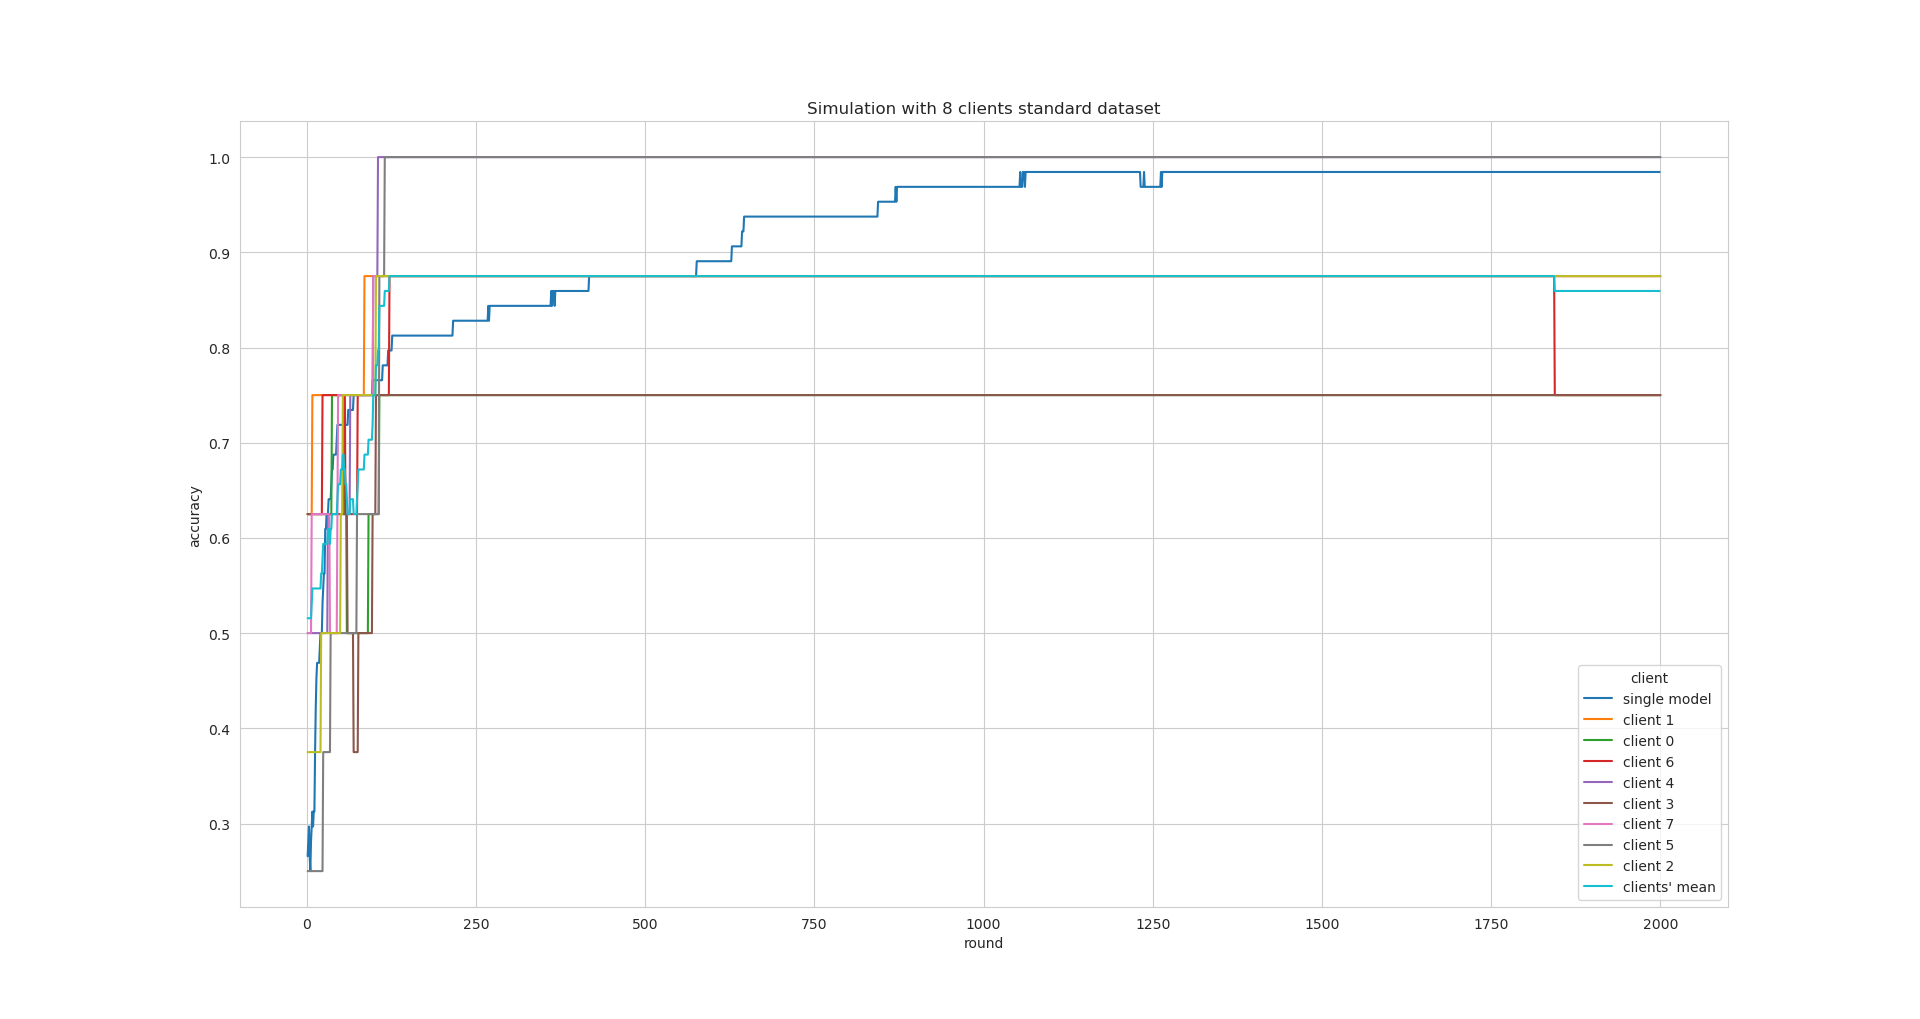 Simulation with 8 clients standard dataset
accuracy
1.0
0.9
0.8
0.7
0.6
0.5
0.4
0.3
0
250
500
750
1000
1250
1500
1750
2000
round
client
single model
client 1
client 0
client 6
client 4
client 3
client 7
client 5
client 2
clients' mean